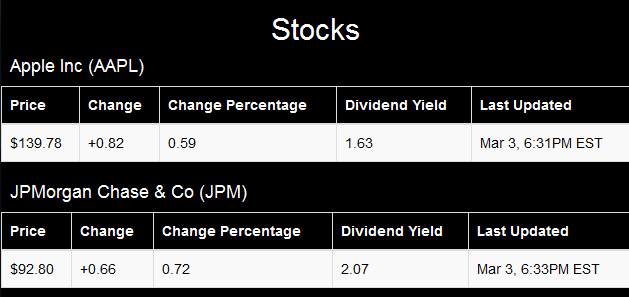 Stocks
Apple Inc (AAPL)
Price Change Change Percentage Dividend Yield Last Updated
$139.78 +0.82 0.59 1.63 Mar 3, 6:31PM EST
JPMorgan Chase & Co (JPM)
Price Change Change Percentage Dividend Yield Last Updated
$92.80 +0.66 0.72 2.07 Mar 3, 6:33PM EST